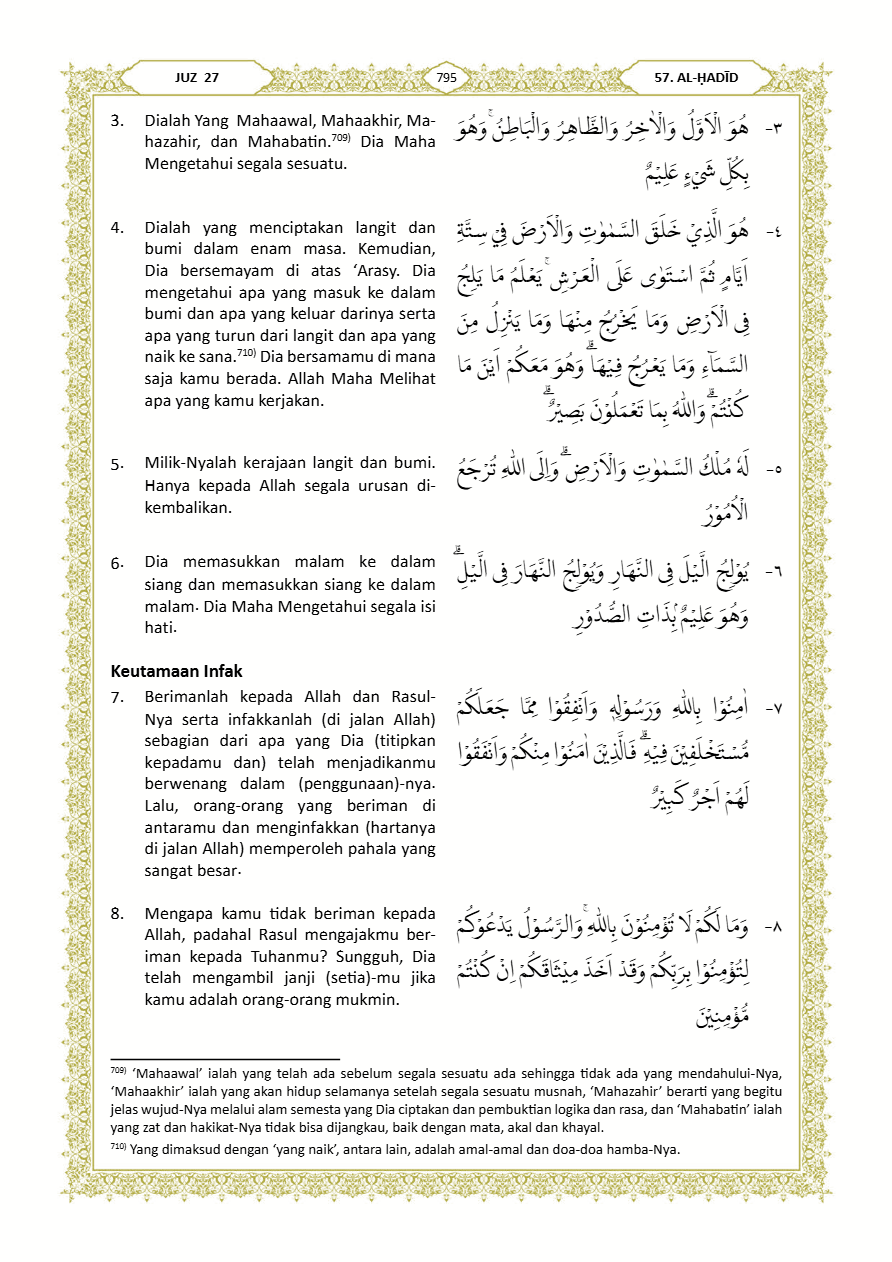 JUZ 27
795
57. AL-ḤADĪD
3. Dialah Yang Mahaawal, Mahaakhir, Ma-
hazahir, dan Mahabatin.709) Dia Maha
Mengetahui segala sesuatu.
٣- هُوَ الْاَوَّلُ وَالْاٰخِرُ وَالظَّاهِرُ وَالْبَاطِنُۚ وَهُوَ
بِكُلِّ شَيْءٍ عَلِيْمٌ
4. Dialah yang menciptakan langit dan
bumi dalam enam masa. Kemudian,
Dia bersemayam di atas ‘Arasy. Dia
mengetahui apa yang masuk ke dalam
bumi dan apa yang keluar darinya serta
apa yang turun dari langit dan apa yang
naik ke sana.710) Dia bersamamu di mana
saja kamu berada. Allah Maha Melihat
apa yang kamu kerjakan.
٤- هُوَ الَّذِيْ خَلَقَ السَّمٰوٰتِ وَالْاَرْضَ فِيْ سِتَّةِ
اَيَّامٍ ثُمَّ اسْتَوٰى عَلَى الْعَرْشِۚ يَعْلَمُ مَا يَلِجُ
فِى الْاَرْضِ وَمَا يَخْرُجُ مِنْهَا وَمَا يَنْزِلُ مِنَ
السَّمَاۤءِ وَمَا يَعْرُجُ فِيْهَاۗ وَهُوَ مَعَكُمْ اَيْنَ مَا
كُنْتُمْۗ وَاللّٰهُ بِمَا تَعْمَلُوْنَ بَصِيْرٌۗ
5. Milik-Nyalah kerajaan langit dan bumi.
Hanya kepada Allah segala urusan di-
kembalikan.
٥- لَهٗ مُلْكُ السَّمٰوٰتِ وَالْاَرْضِۗ وَاِلَى اللّٰهِ تُرْجَعُ
الْاُمُوْرُ
6. Dia memasukkan malam ke dalam
siang dan memasukkan siang ke dalam
malam. Dia Maha Mengetahui segala isi
hati.
٦- يُوْلِجُ الَّيْلَ فِى النَّهَارِ وَيُوْلِجُ النَّهَارَ فِى الَّيْلِۗ
وَهُوَ عَلِيْمٌۢ بِذَاتِ الصُّدُوْرِ
Keutamaan Infak
7. Berimanlah kepada Allah dan Rasul-
Nya serta infakkanlah (di jalan Allah)
sebagian dari apa yang Dia (titipkan
kepadamu dan) telah menjadikanmu
berwenang dalam (penggunaan)-nya.
Lalu, orang-orang yang beriman di
antaramu dan menginfakkan (hartanya
di jalan Allah) memperoleh pahala yang
sangat besar.
٧- اٰمِنُوْا بِاللّٰهِ وَرَسُوْلِهٖ وَاَنْفِقُوْا مِمَّا جَعَلَكُمْ
مُّسْتَخْلَفِيْنَ فِيْهِۗ فَالَّذِيْنَ اٰمَنُوْا مِنْكُمْ وَاَنْفَقُوْا
لَهُمْ اَجْرٌ كَبِيْرٌ
8. Mengapa kamu tidak beriman kepada
Allah, padahal Rasul mengajakmu ber-
iman kepada Tuhanmu? Sungguh, Dia
telah mengambil janji (setia)-mu jika
kamu adalah orang-orang mukmin.
٨- وَمَا لَكُمْ لَا تُؤْمِنُوْنَ بِاللّٰهِۚ وَالرَّسُوْلُ يَدْعُوْكُمْ
لِتُؤْمِنُوْا بِرَبِّكُمْ وَقَدْ اَخَذَ مِيْثَاقَكُمْ اِنْ كُنْتُمْ
مُّؤْمِنِيْنَ
709) ‘Mahaawal’ ialah yang telah ada sebelum segala sesuatu ada sehingga tidak ada yang mendahului-Nya,
‘Mahaakhir’ ialah yang akan hidup selamanya setelah segala sesuatu musnah, ‘Mahazahir’ berarti yang begitu
jelas wujud-Nya melalui alam semesta yang Dia ciptakan dan pembuktian logika dan rasa, dan ‘Mahabatin’ ialah
yang zat dan hakikat-Nya tidak bisa dijangkau, baik dengan mata, akal dan khayal.
710) Yang dimaksud dengan ‘yang naik’, antara lain, adalah amal-amal dan doa-doa hamba-Nya.